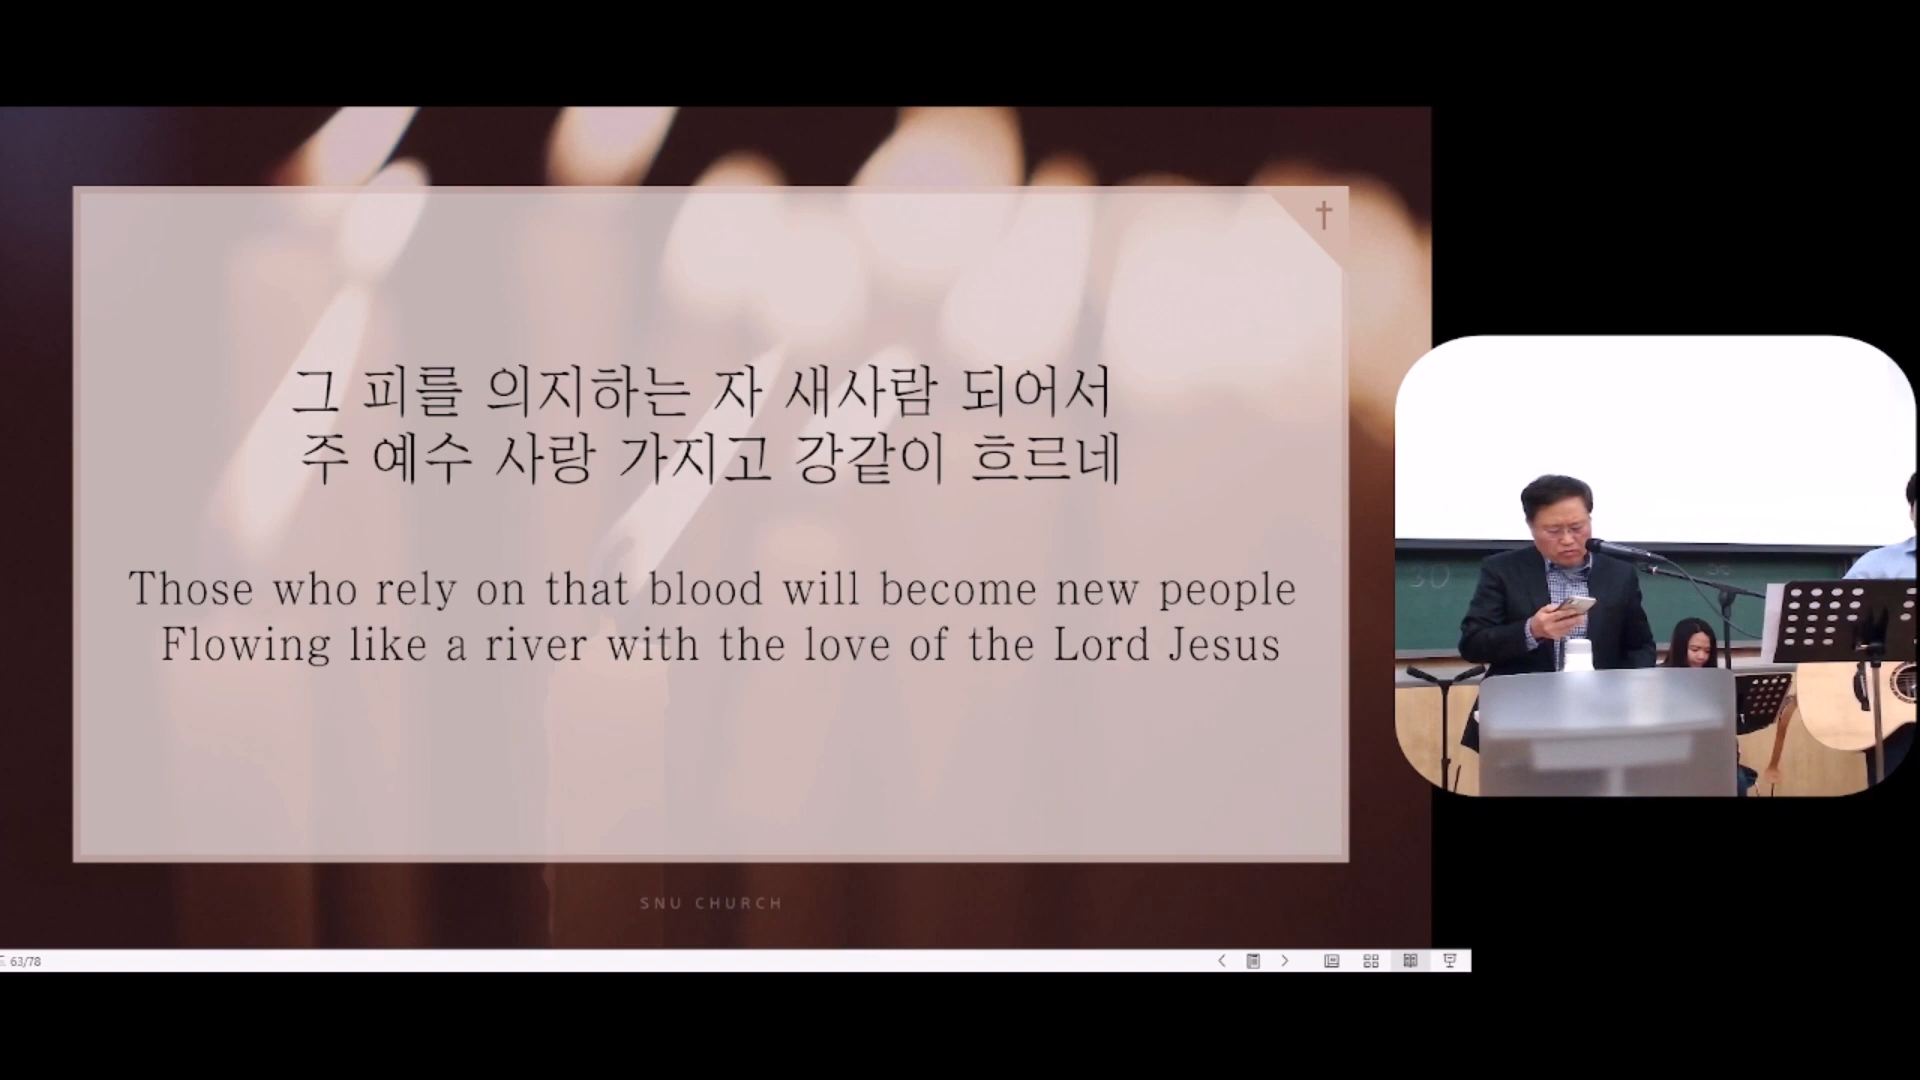 그 피를 의지하는 자 새사람 되어서
주 예수 사랑 가지고 강같이 흐르네
Those who rely on that blood will become new people
Flowing like a river with the love of the Lord Jesus
SNU CHURCH
63/78
30